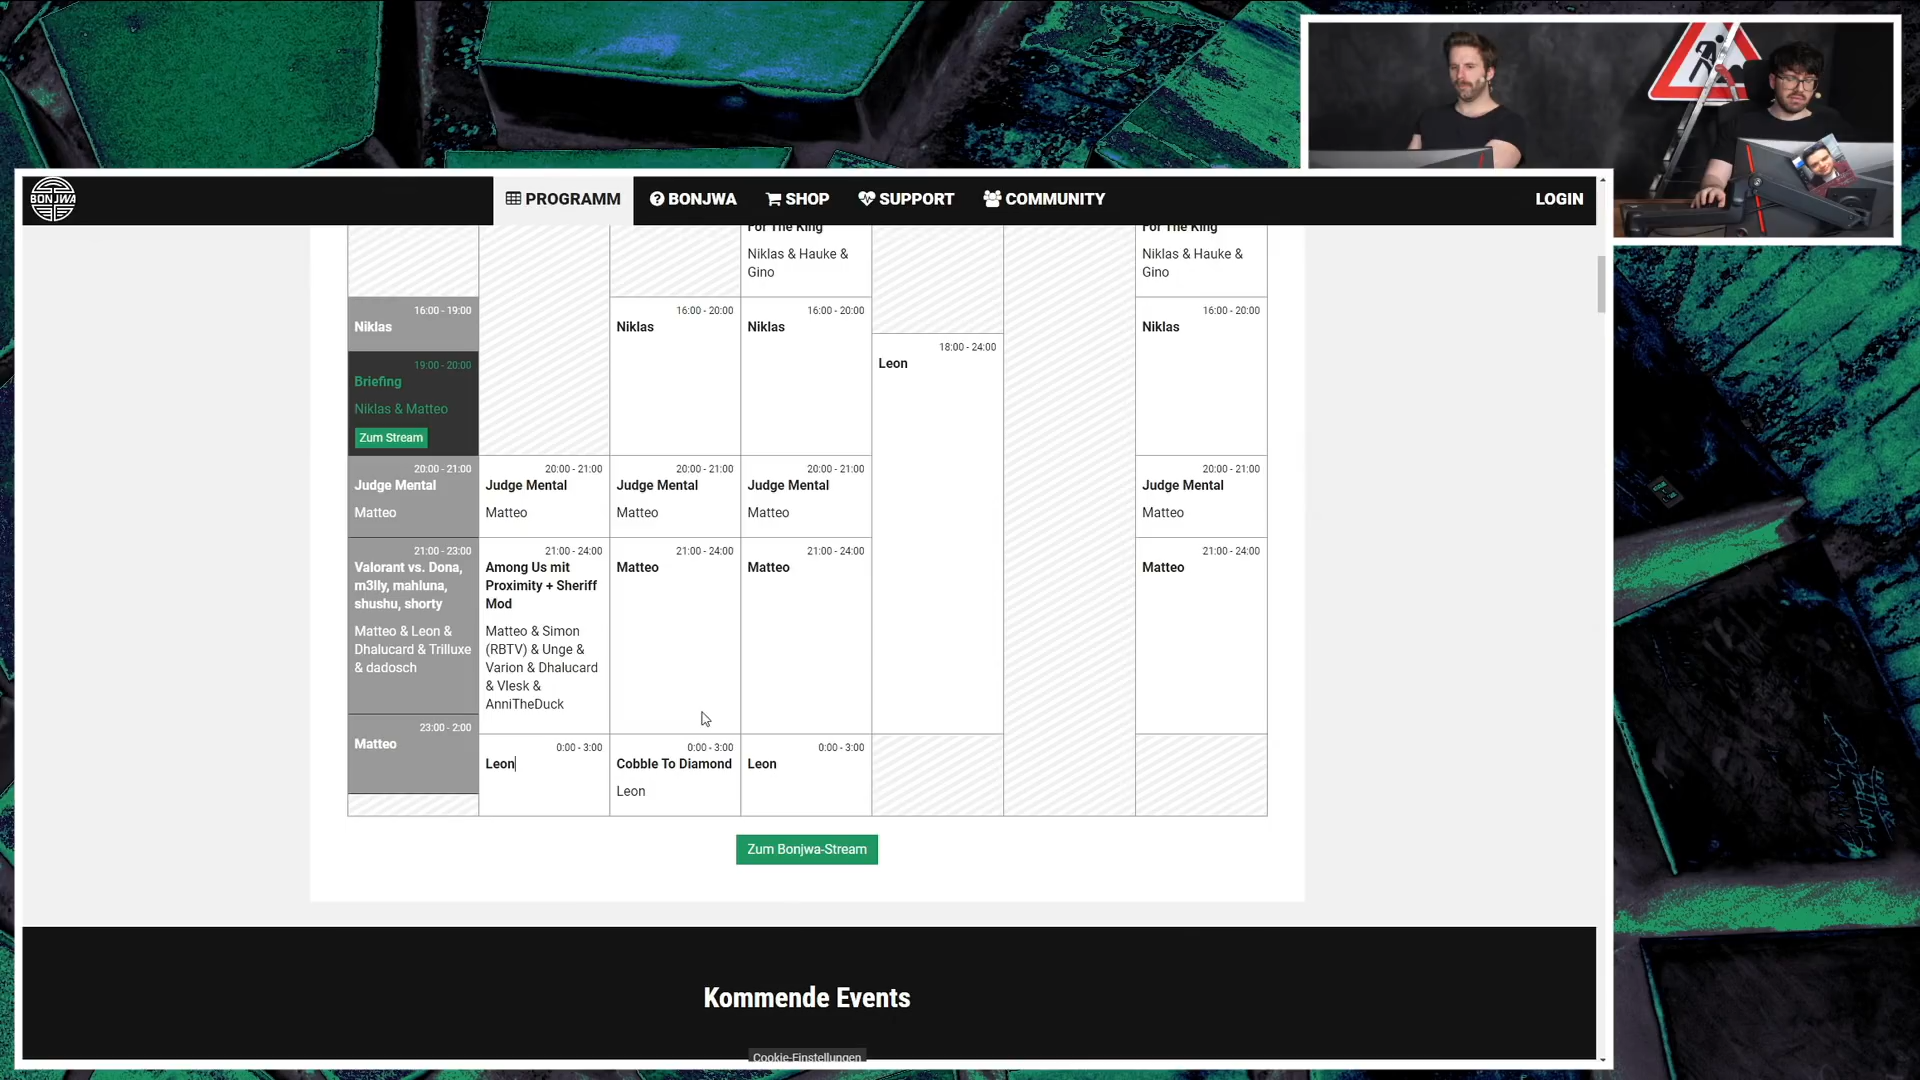 BONJWA
PROGRAMM
BONJWA
SHOP
SUPPORT
COMMUNITY
LOGIN
For The King
Niklas & Hauke &
Gino
For The King
Niklas & Hauke &
Gino
16:00 - 19:00
Niklas
19:00 - 20:00
Briefing
Niklas & Matteo
Zum Stream
20:00 - 21:00
Judge Mental
Matteo
21:00 - 23:00
Valorant vs. Dona,
m3lly, mahluna,
shushu, shorty
Matteo & Leon &
Dhalucard & Trilluxe
& dadosch
23:00 - 2:00
Matteo
20:00 - 21:00
Judge Mental
Matteo
21:00 - 24:00
Among Us mit
Proximity + Sheriff
Mod
Matteo & Simon
(RBTV) & Unge &
Varion & Dhalucard
& Vlesk &
AnniTheDuck
0:00 - 3:00
Leon
16:00 - 20:00
Niklas
20:00 - 21:00
Judge Mental
Matteo
21:00 - 24:00
Matteo
0:00 - 3:00
Cobble To Diamond
Leon
16:00 - 20:00
Niklas
20:00 - 21:00
Judge Mental
Matteo
21:00 - 24:00
Matteo
0:00 - 3:00
Leon
18:00 - 24:00
Leon
16:00 - 20:00
Niklas
20:00 - 21:00
Judge Mental
Matteo
21:00 - 24:00
Matteo
Zum Bonjwa-Stream
Kommende Events
Cookie-Einstellungen